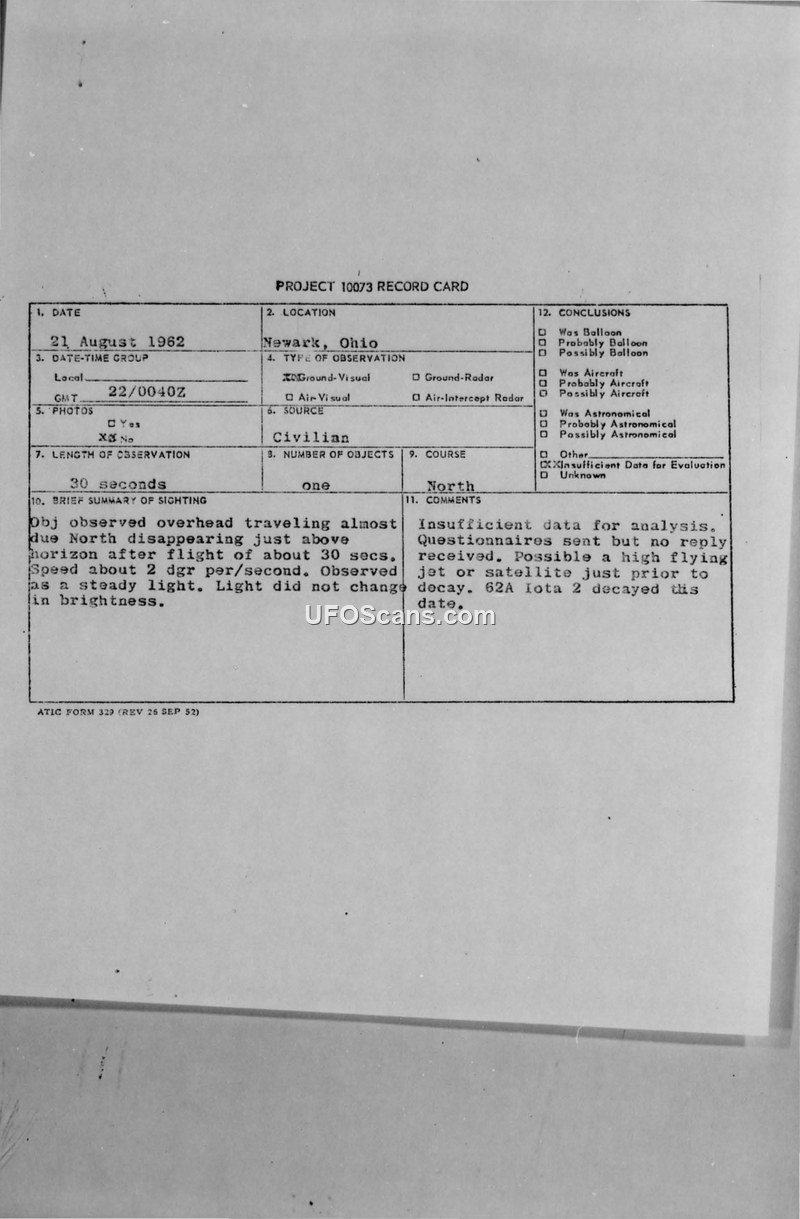 PROJECT 10073 RECORD CARD
1. DATE
21 August 1962
2. LOCATION
Newark, Ohio
3. DATE-TIME GROUP
Local
GMT 22/0040Z
4. TYPE OF OBSERVATION
XX Ground-Visual
☐ Ground-Radar
☐ Air-Visual
☐ Air-Intercept Radar
5. PHOTOS
☐ Yes
XX No
6. SOURCE
Civilian
7. LENGTH OF OBSERVATION
30 seconds
8. NUMBER OF OBJECTS
one
9. COURSE
North
12. CONCLUSIONS
☐ Was Balloon
☐ Probably Balloon
☐ Possibly Balloon
☐ Was Aircraft
☐ Probably Aircraft
☐ Possibly Aircraft
☐ Was Astronomical
☐ Probably Astronomical
☐ Possibly Astronomical
☐ Other
XX Insufficient Data for Evaluation
☐ Unknown
10. BRIEF SUMMARY OF SIGHTING
Obj observed overhead traveling almost
due North disappearing just above
horizon after flight of about 30 secs.
Speed about 2 dgr per/second. Observed
as a steady light. Light did not change
in brightness.
11. COMMENTS
Insufficient data for analysis.
Questionnaires sent but no reply
received. Possible a high flying
jet or satellite just prior to
decay. 62A Iota 2 decayed this
date.
UFOScans.com
ATIC FORM 329 (REV 26 SEP 52)